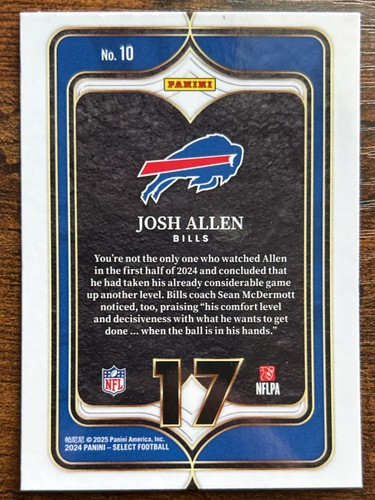 No. 10
PANINI
JOSH ALLEN
BILLS
You're not the only one who watched Allen
in the first half of 2024 and concluded that
he had taken his already considerable game
up another level. Bills coach Sean McDermott
noticed, too, praising "his comfort level
and decisiveness with what he wants to get
done ... when the ball is in his hands."
NFL
17
NFLPA
帕尼尼 © 2025 Panini America, Inc.
2024 PANINI – SELECT FOOTBALL